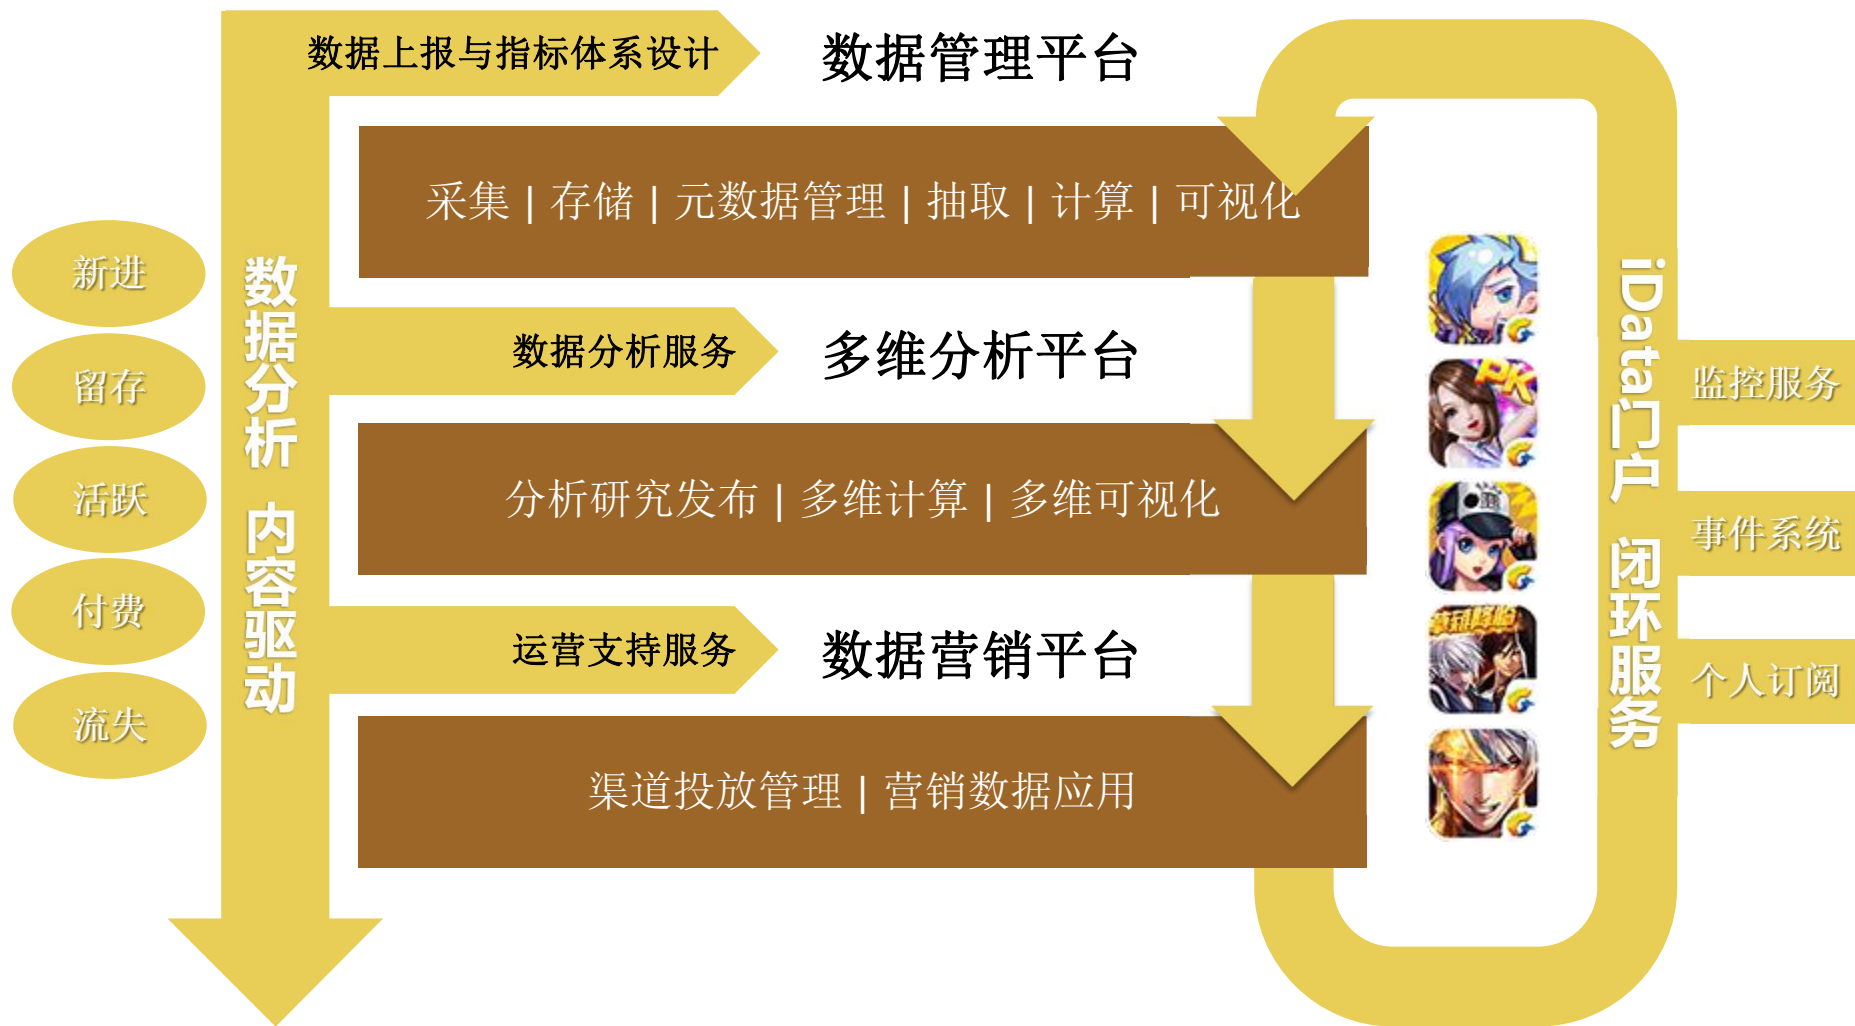 数据上报与指标体系设计
数据管理平台
采集 | 存储 | 元数据管理 | 抽取 | 计算 | 可视化
新进
留存
活跃
付费
流失
数据分析 内容驱动
数据分析服务
多维分析平台
分析研究发布 | 多维计算 | 多维可视化
运营支持服务
数据营销平台
渠道投放管理 | 营销数据应用
PK
iData门户 闭环服务
监控服务
事件系统
个人订阅